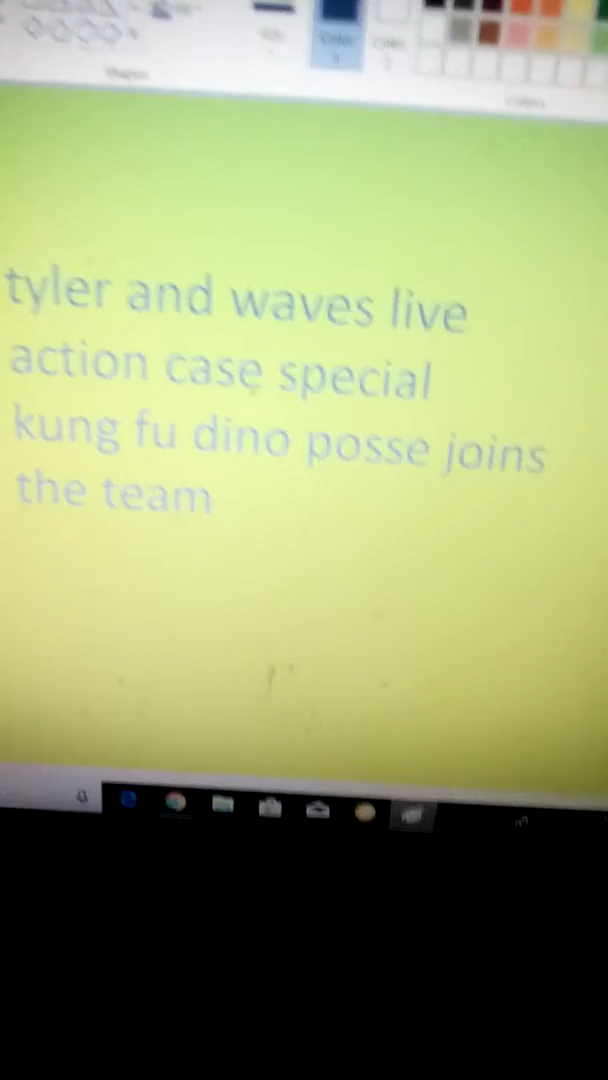 tyler and waves live
action case special
kung fu dino posse joins
the team